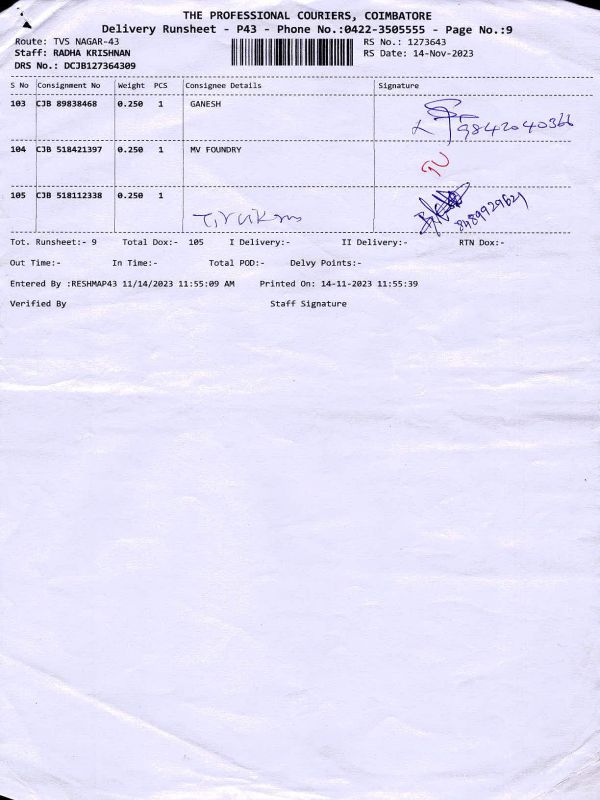 THE PROFESSIONAL COURIERS, COIMBATORE
Delivery Runsheet - P43 - Phone No.:0422-3505555 - Page No.:9
Route: TVS NAGAR-43 RS No.: 1273643
Staff: RADHA KRISHNAN RS Date: 14-Nov-2023
DRS No.: DCJB127364309
S No Consignment No Weight PCS Consignee Details Signature
103 CJB 89838468 0.250 1 GANESH
9842040366
104 CJB 518421397 0.250 1 MV FOUNDRY
105 CJB 518112338 0.250 1
8489929621
Tot. Runsheet:- 9 Total Dox:- 105 I Delivery:- II Delivery:- RTN Dox:-
Out Time:- In Time:- Total POD:- Delvy Points:-
Entered By :RESHMAP43 11/14/2023 11:55:09 AM Printed On: 14-11-2023 11:55:39
Verified By Staff Signature